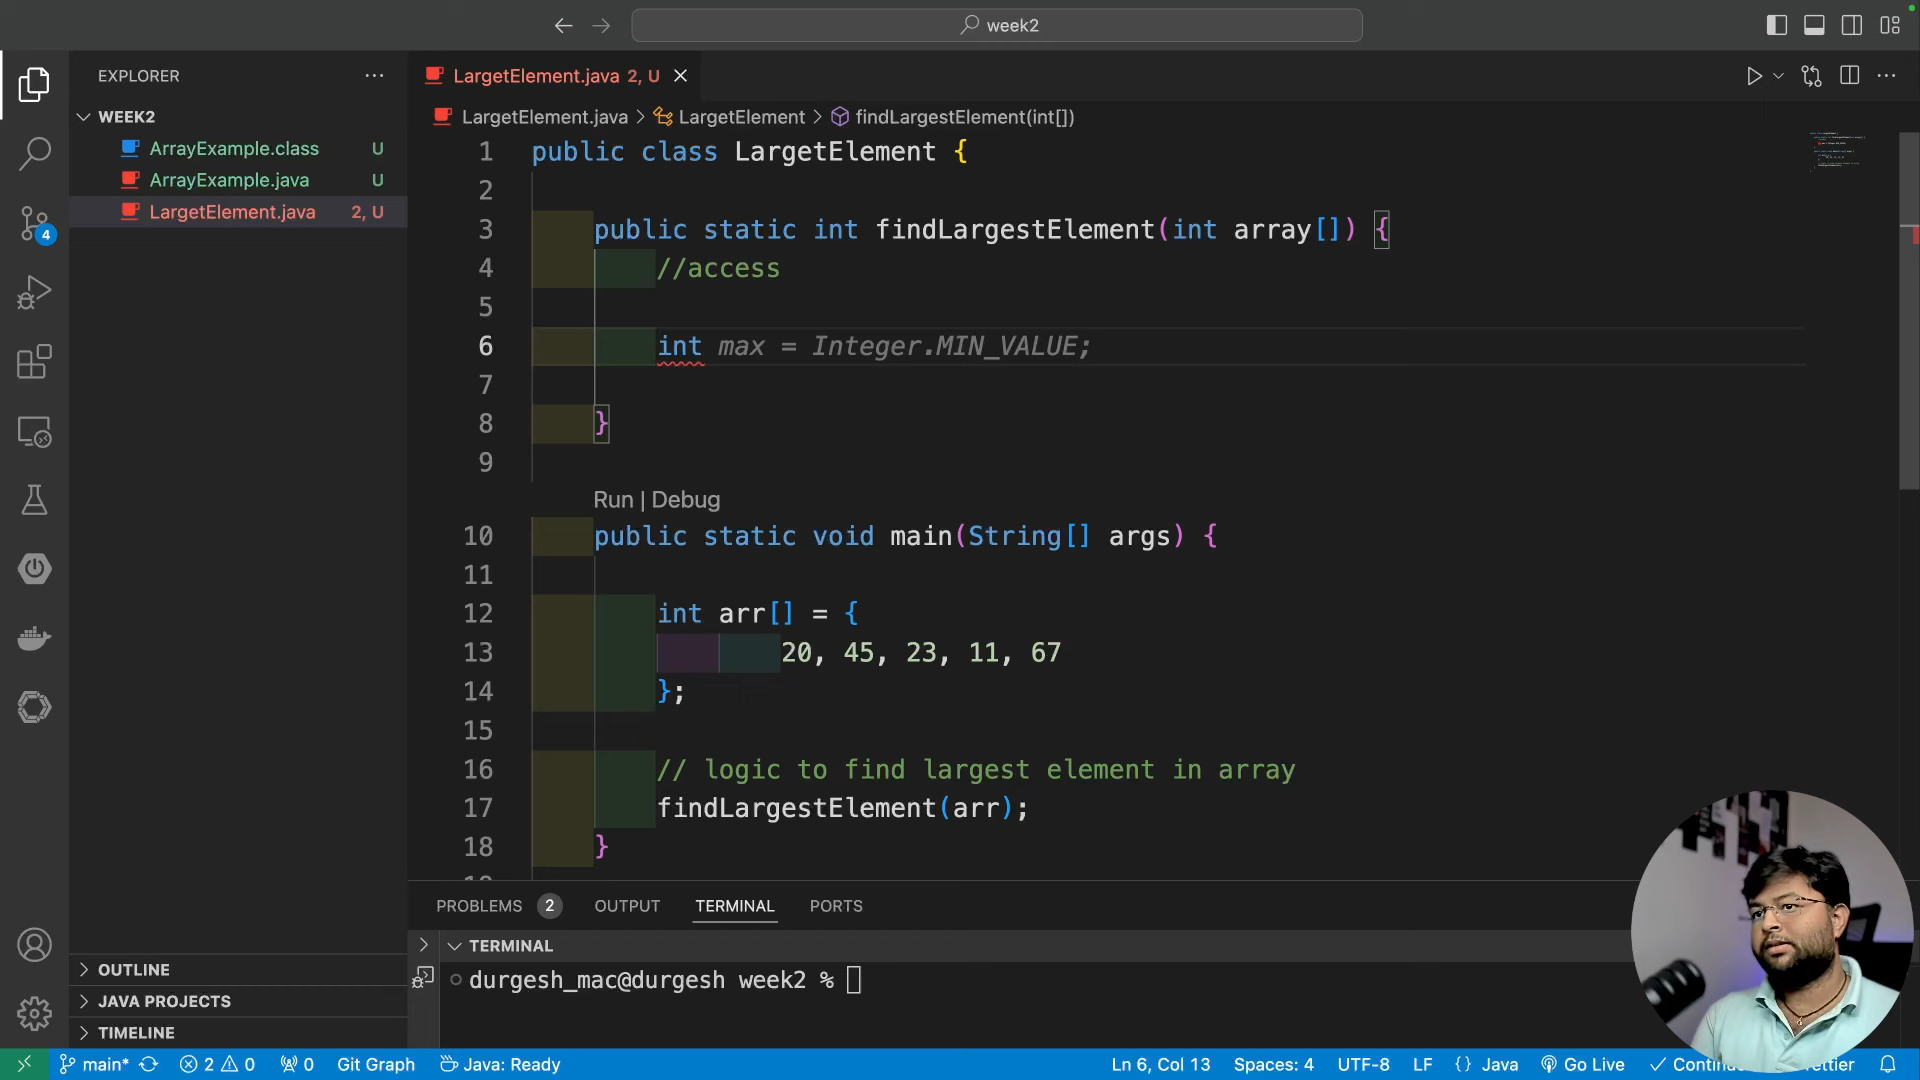 week2
EXPLORER
WEEK2
ArrayExample.class U
ArrayExample.java U
LargetElement.java 2, U
OUTLINE
JAVA PROJECTS
TIMELINE
LargetElement.java 2, U
LargetElement.java > LargetElement > findLargestElement(int[])
1 public class LargetElement {
2
3 public static int findLargestElement(int array[]) {
4 //access
5
6 int max = Integer.MIN_VALUE;
7
8 }
9
Run | Debug
10 public static void main(String[] args) {
11
12 int arr[] = {
13 20, 45, 23, 11, 67
14 };
15
16 // logic to find largest element in array
17 findLargestElement(arr);
18 }
PROBLEMS 2 OUTPUT TERMINAL PORTS
TERMINAL
durgesh_mac@durgesh week2 %
4
main* 2 0 0 Git Graph Java: Ready Ln 6, Col 13 Spaces: 4 UTF-8 LF {} Java Go Live